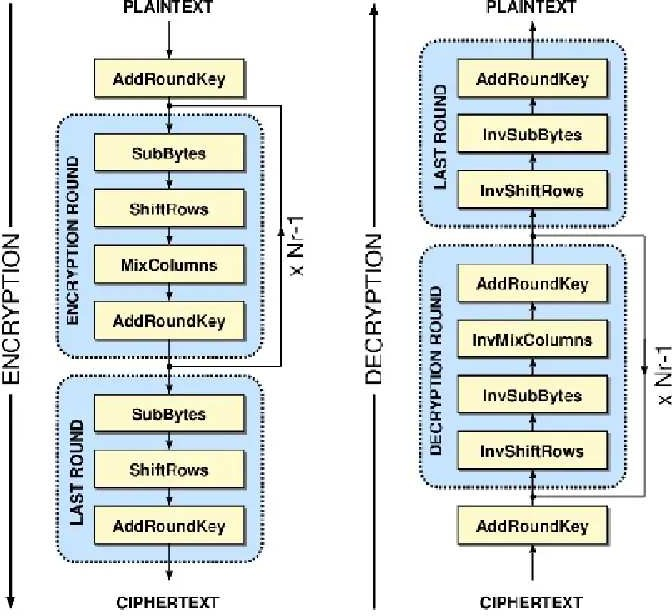 PLAINTEXT
AddRoundKey
ENCRYPTION ROUND
SubBytes
ShiftRows
MixColumns
AddRoundKey
x Nr-1
ENCRYPTION
LAST ROUND
SubBytes
ShiftRows
AddRoundKey
CIPHERTEXT
PLAINTEXT
LAST ROUND
AddRoundKey
InvSubBytes
InvShiftRows
DECRYPTION
DECRYPTION ROUND
AddRoundKey
InvMixColumns
InvSubBytes
InvShiftRows
x Nr-1
AddRoundKey
CIPHERTEXT